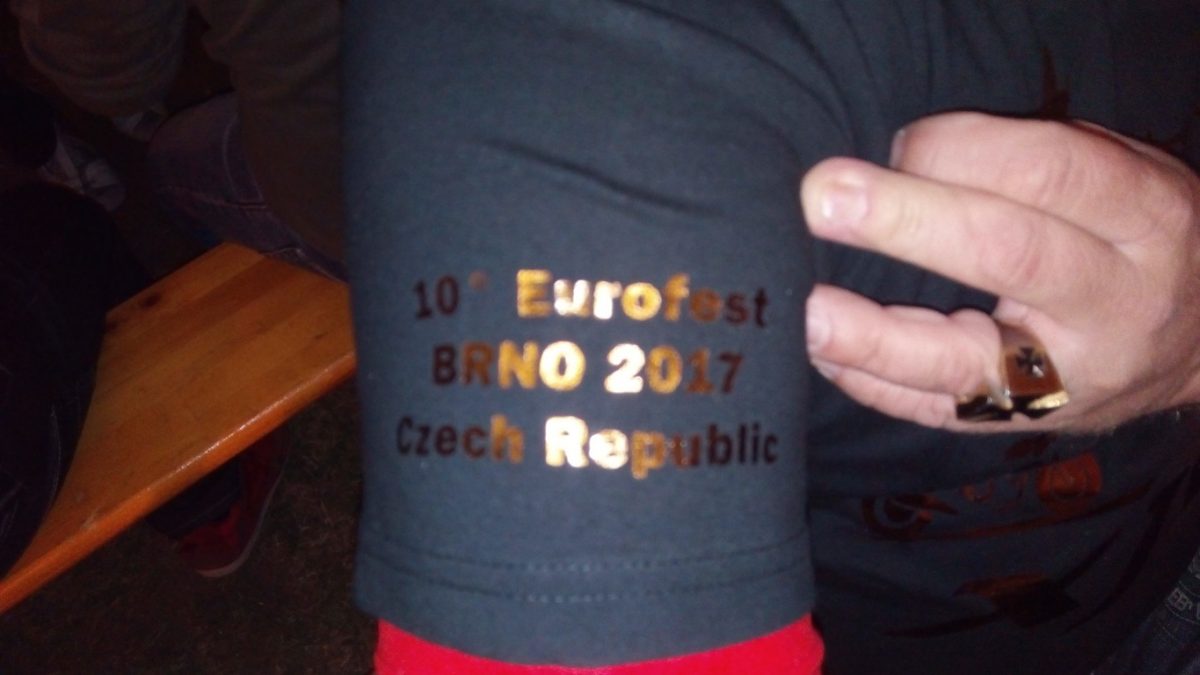 10° Eurofest
BRNO 2017
Czech Republic